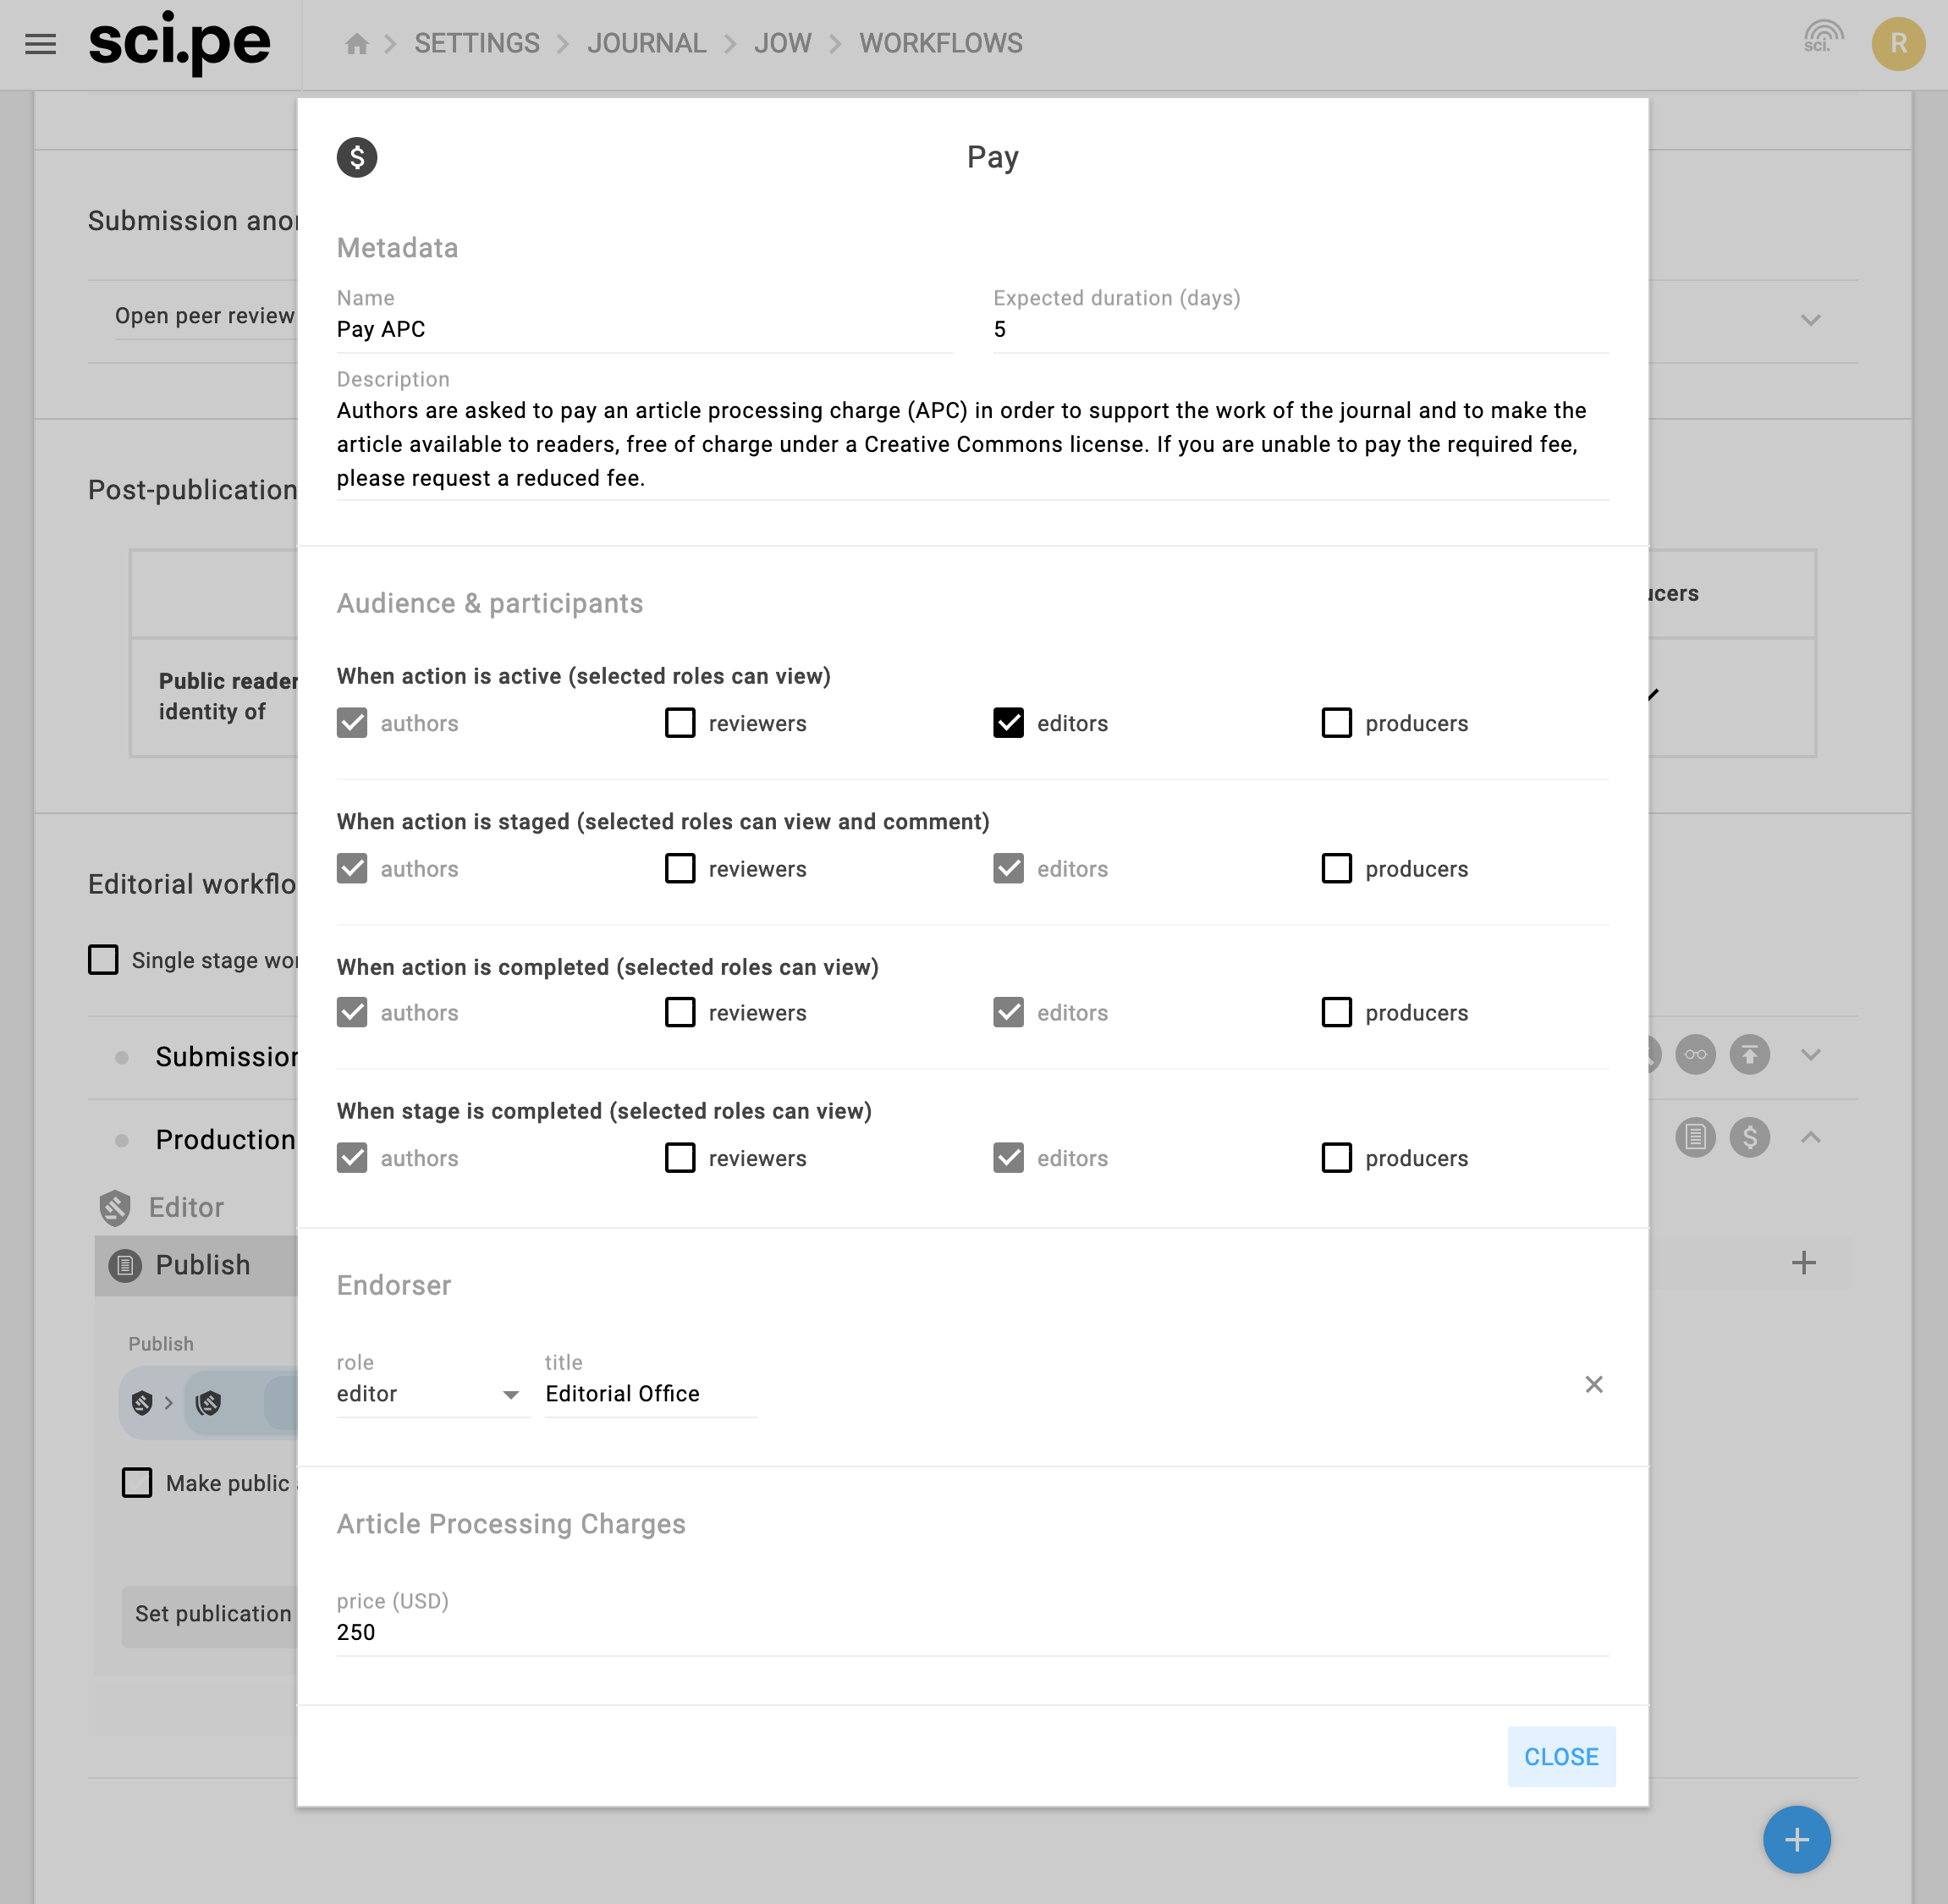 sci.pe
SETTINGS
JOURNAL
JOW
WORKFLOWS
sci.
R
Pay
Submission
Metadata
Name
Pay APC
Expected duration (days)
5
Open peer review
Description
Authors are asked to pay an article processing charge (APC) in order to support the work of the journal and to make the
article available to readers, free of charge under a Creative Commons license. If you are unable to pay the required fee,
please request a reduced fee.
Post-publication
Audience & participants
Public reader
identity of
When action is active (selected roles can view)
authors
reviewers
editors
producers
When action is staged (selected roles can view and comment)
authors
reviewers
editors
producers
Editorial
Single stage
When action is completed (selected roles can view)
authors
reviewers
editors
producers
Submission
Production
When stage is completed (selected roles can view)
authors
reviewers
editors
producers
Editor
Publish
Endorser
Publish
role
editor
title
Editorial Office
Make public
Article Processing Charges
price (USD)
250
Set publication
CLOSE